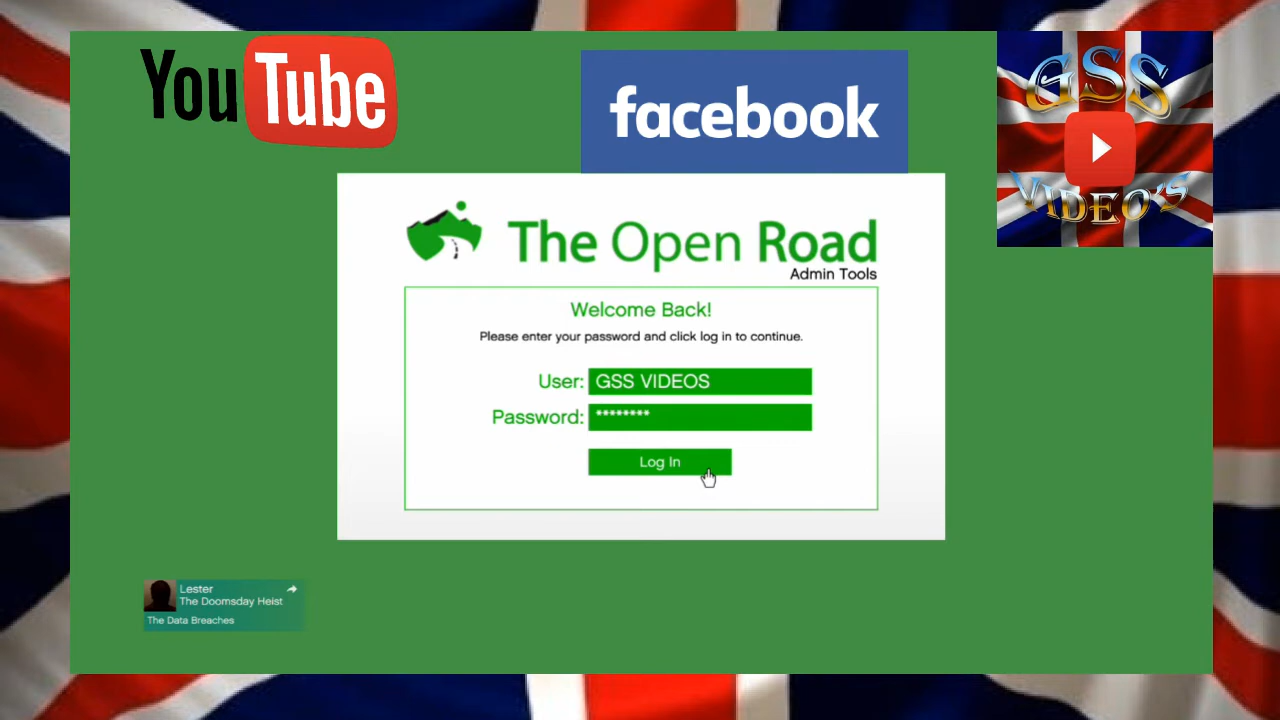 YouTube
facebook
GSS
VIDEO'S
The Open Road
Admin Tools
Welcome Back!
Please enter your password and click log in to continue.
User: GSS VIDEOS
Password: ********
Log In
Lester
The Doomsday Heist
The Data Breaches